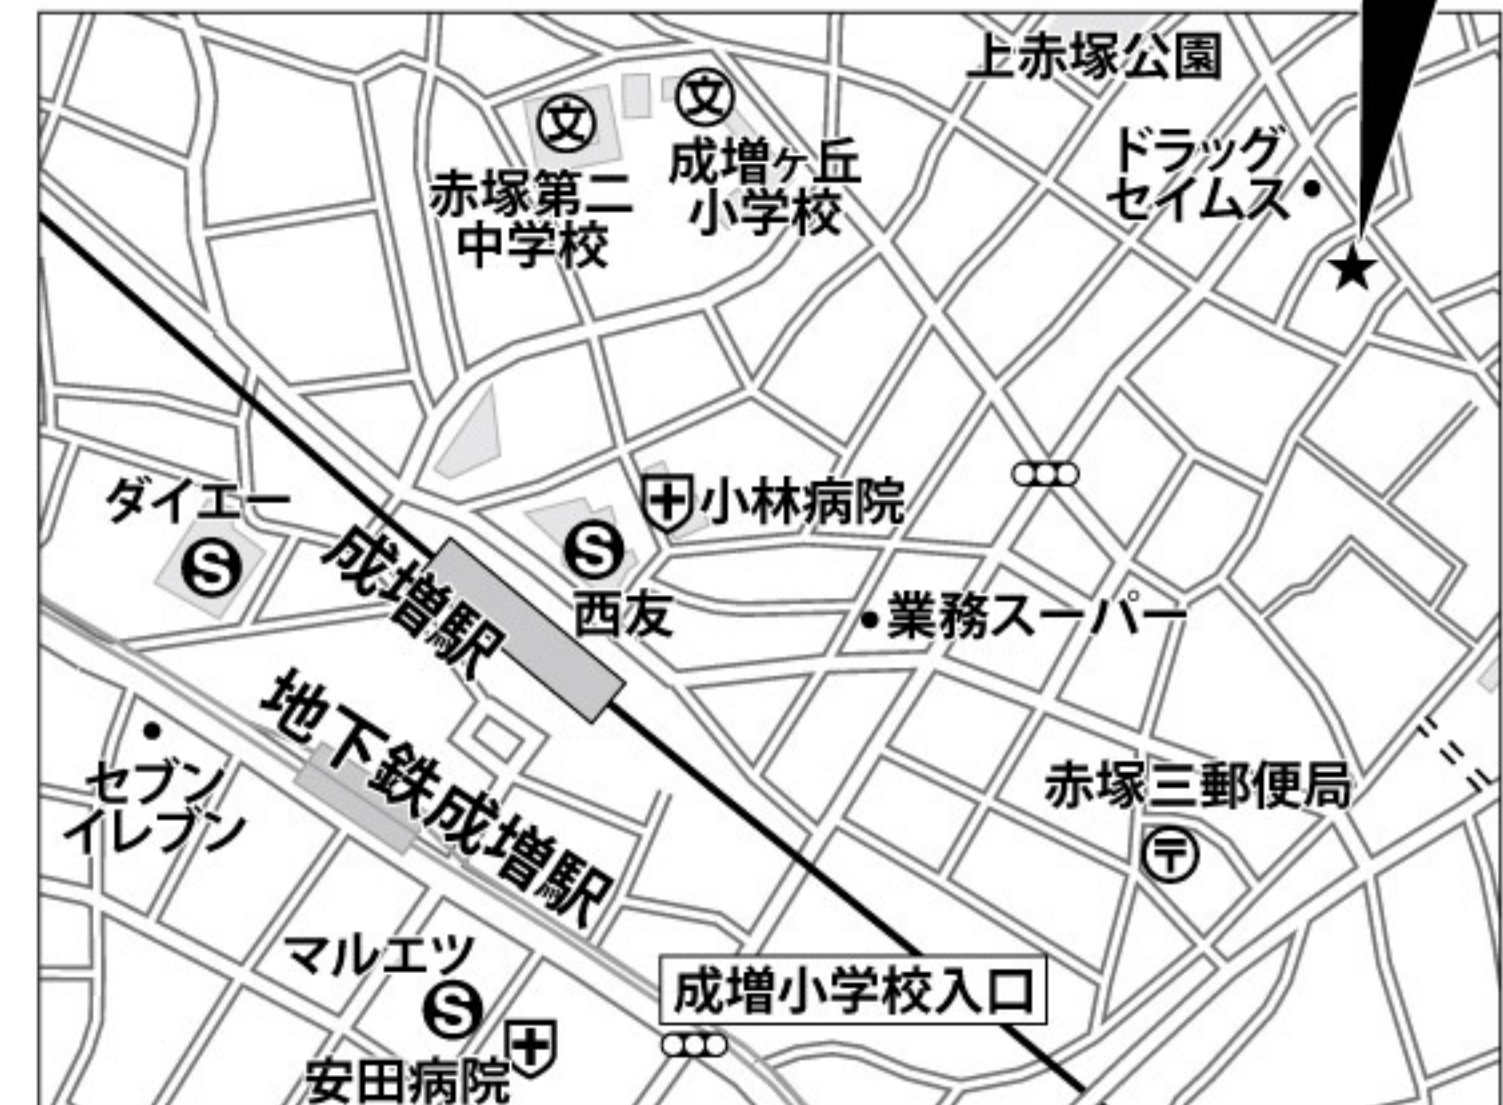 上赤塚公園
文
文
ドラッグ
セイムス
成増ヶ丘
小学校
赤塚第二
中学校
★
ダイエー
S
小林病院
S
西友
成増駅
業務スーパー
地下鉄成増駅
セブン
イレブン
赤塚三郵便局
〒
マルエツ
S
成増小学校入口
安田病院